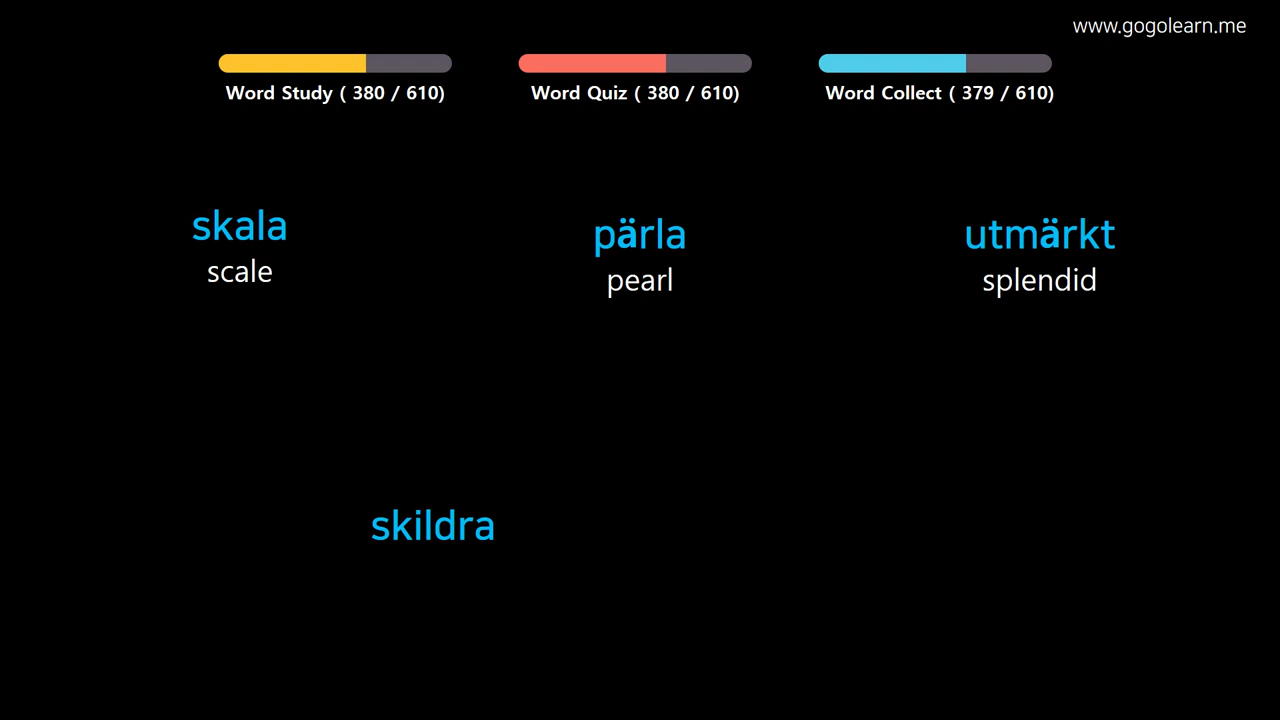 www.gogolearn.me
Word Study ( 380 / 610)
Word Quiz ( 380 / 610)
Word Collect ( 379 / 610)
skala
scale
pärla
pearl
utmärkt
splendid
skildra